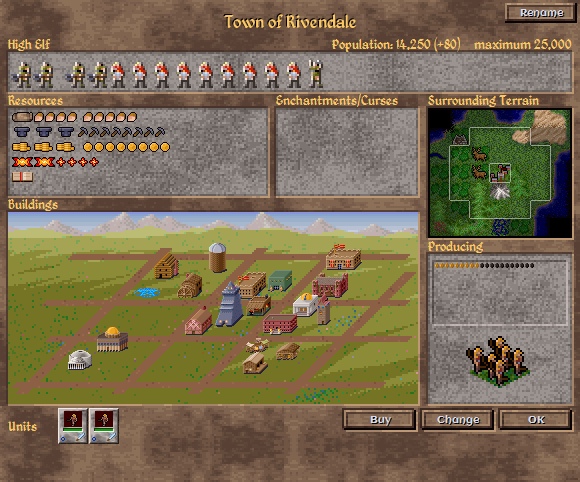 Town of Rivendale
Rename
High Elf
Population: 14,250 (+80) maximum 25,000
Resources
Enchantments/Curses
Surrounding Terrain
Buildings
Producing
Units
Buy
Change
OK